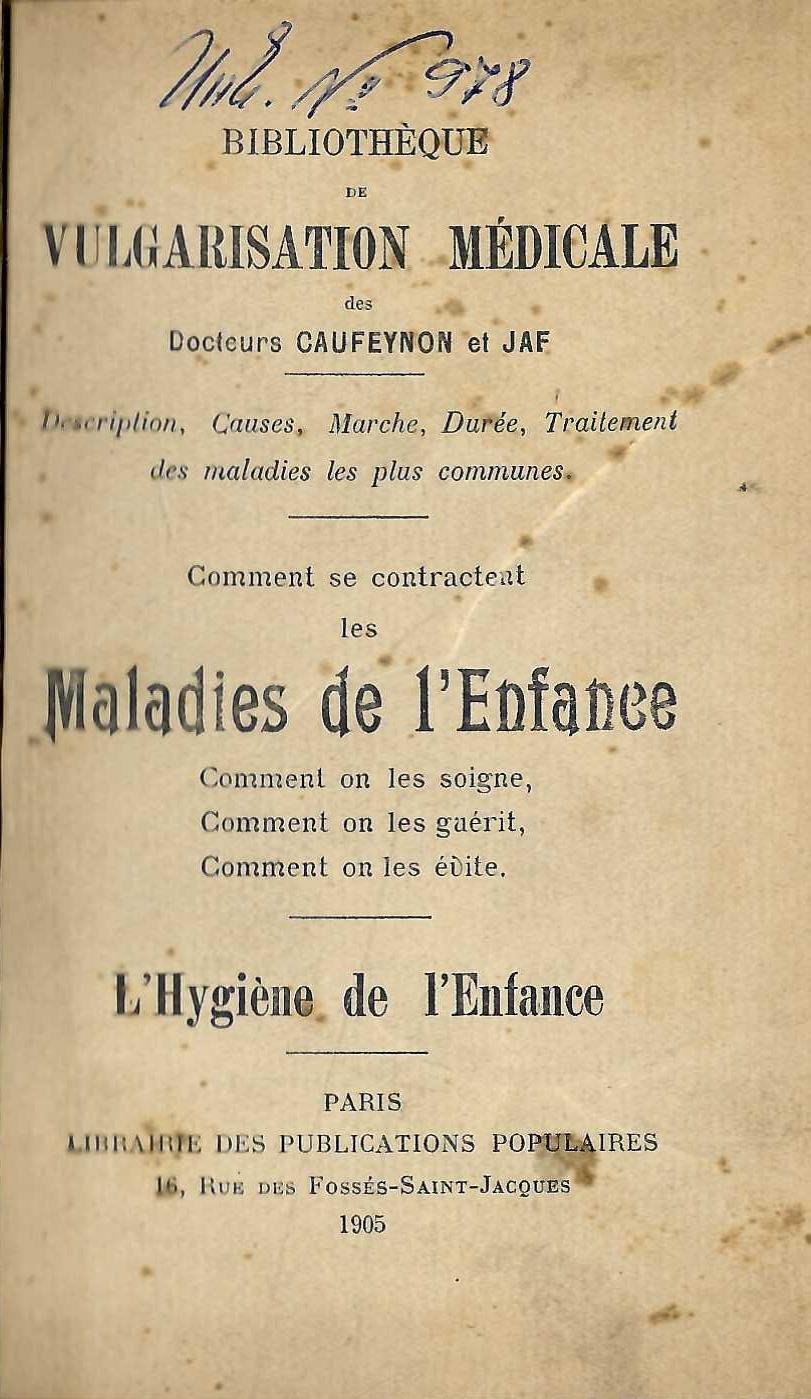 Инв. № 978
BIBLIOTHÈQUE
DE
VULGARISATION MÉDICALE
des
Docteurs CAUFEYNON et JAF
Description, Causes, Marche, Durée, Traitement
des maladies les plus communes.
Comment se contractent
les
Maladies de l'Enfance
Comment on les soigne,
Comment on les guérit,
Comment on les évite.
L'Hygiène de l'Enfance
PARIS
LIBRAIRIE DES PUBLICATIONS POPULAIRES
16, RUE DES FOSSÉS-SAINT-JACQUES
1905